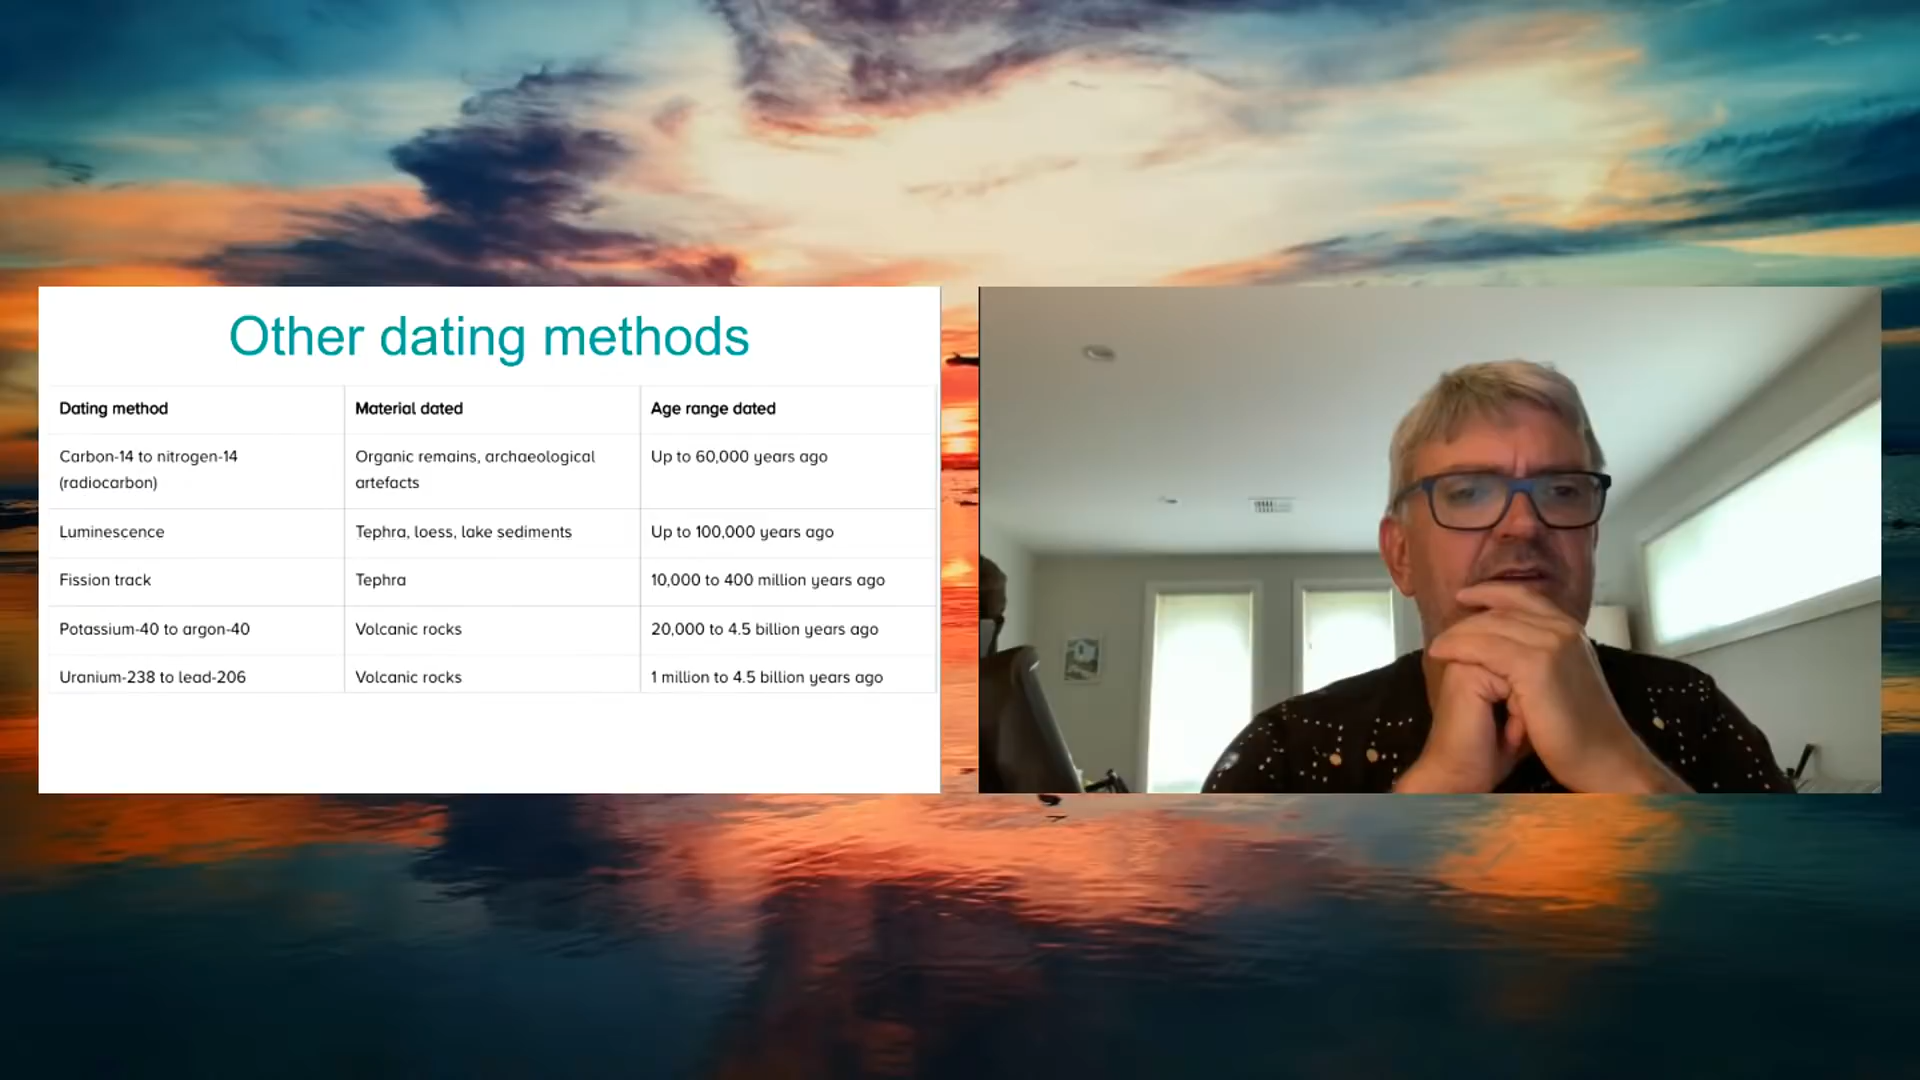 Other dating methods
Dating method Material dated Age range dated
Carbon-14 to nitrogen-14 Organic remains, archaeological Up to 60,000 years ago
(radiocarbon) artefacts
Luminescence Tephra, loess, lake sediments Up to 100,000 years ago
Fission track Tephra 10,000 to 400 million years ago
Potassium-40 to argon-40 Volcanic rocks 20,000 to 4.5 billion years ago
Uranium-238 to lead-206 Volcanic rocks 1 million to 4.5 billion years ago